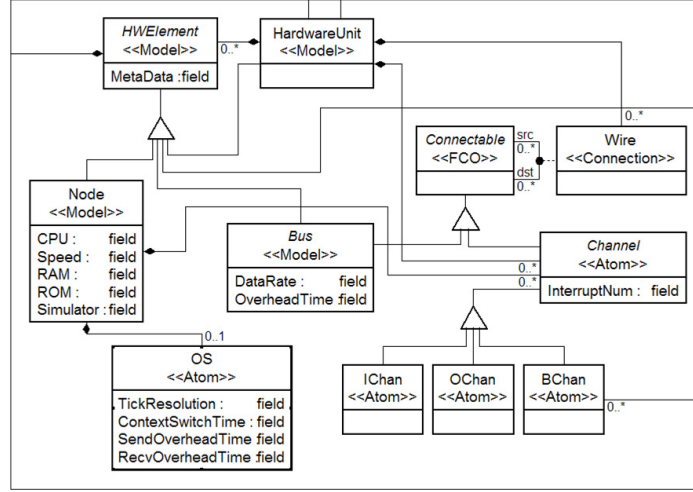 HWElement
<<Model>>
MetaData :field
0..*
HardwareUnit
<<Model>>
0..*
Connectable
<<FCO>>
src
0..*
dst
0..*
Wire
<<Connection>>
Node
<<Model>>
CPU : field
Speed : field
RAM : field
ROM : field
Simulator : field
Bus
<<Model>>
DataRate : field
OverheadTime :field
Channel
<<Atom>>
InterruptNum : field
0..*
0..*
0..1
OS
<<Atom>>
TickResolution : field
ContextSwitchTime : field
SendOverheadTime :field
RecvOverheadTime :field
IChan
<<Atom>>
OChan
<<Atom>>
BChan
<<Atom>>
0..*